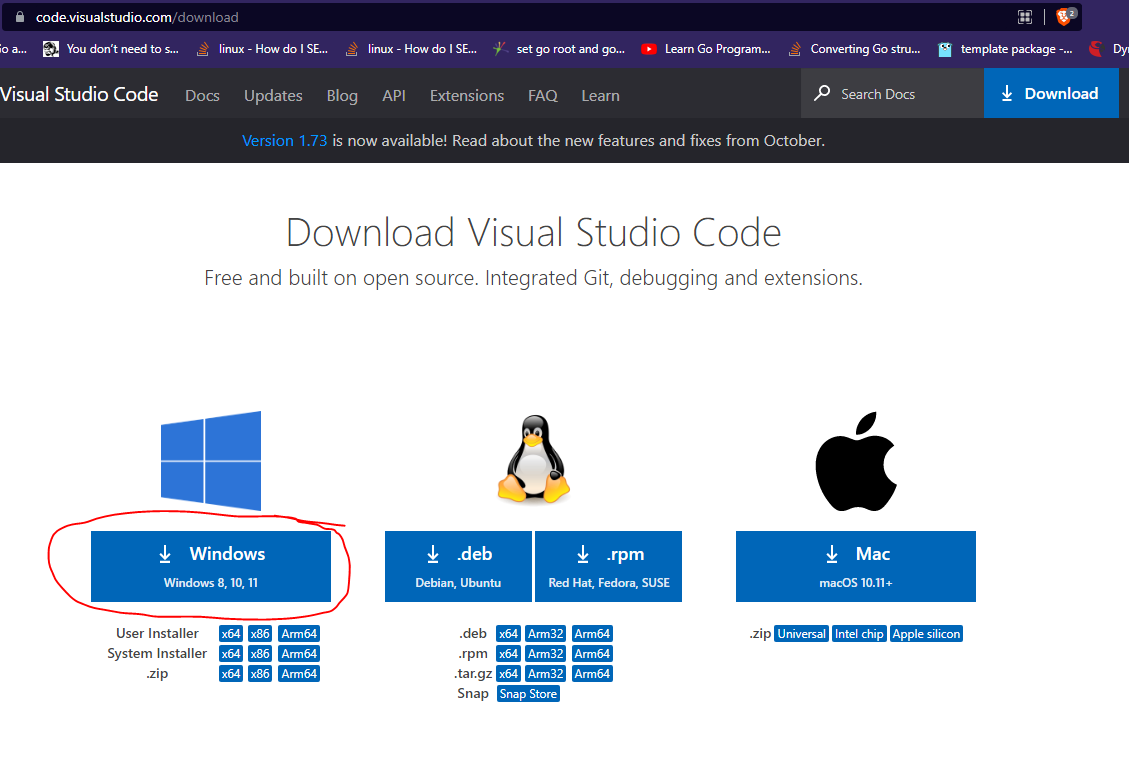 code.visualstudio.com/download
2
o a... You don't need to s... linux - How do I SE... linux - How do I SE... set go root and go... Learn Go Program... Converting Go stru... template package -... Dy
Visual Studio Code Docs Updates Blog API Extensions FAQ Learn Search Docs Download
Version 1.73 is now available! Read about the new features and fixes from October.
Download Visual Studio Code
Free and built on open source. Integrated Git, debugging and extensions.
Windows
Windows 8, 10, 11
User Installer x64 x86 Arm64
System Installer x64 x86 Arm64
.zip x64 x86 Arm64
.deb
Debian, Ubuntu
.rpm
Red Hat, Fedora, SUSE
.deb x64 Arm32 Arm64
.rpm x64 Arm32 Arm64
.tar.gz x64 Arm32 Arm64
Snap Snap Store
Mac
macOS 10.11+
.zip Universal Intel chip Apple silicon